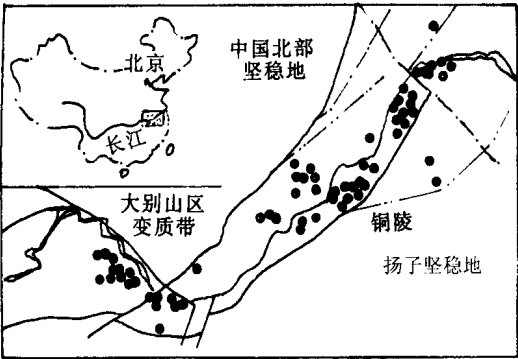 北京
长江
中国北部
坚稳地
大别山区
变质带
铜陵
扬子坚稳地